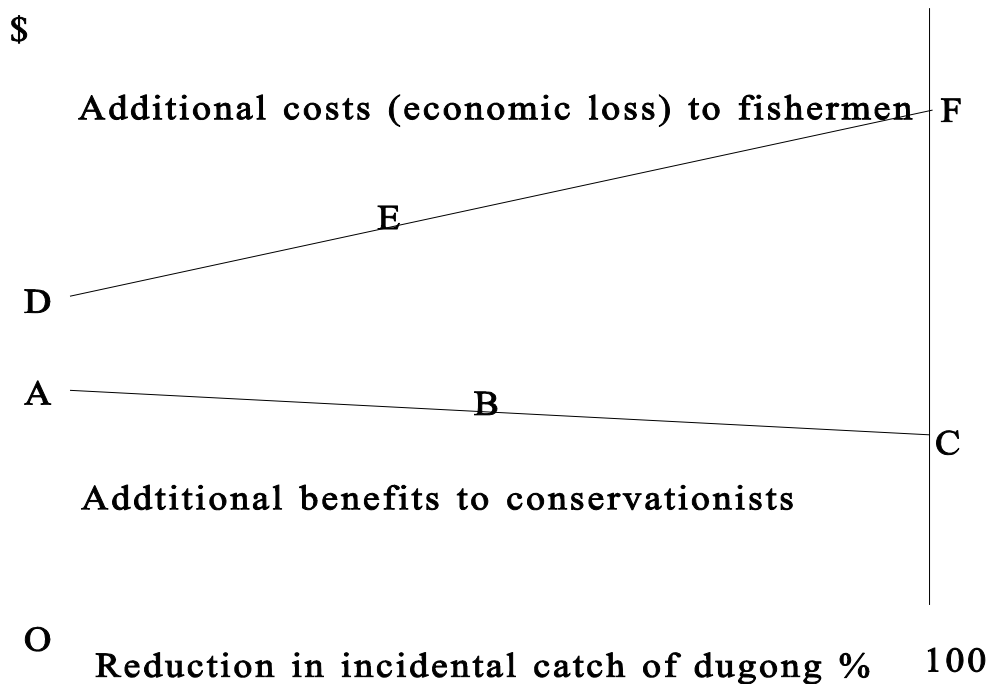 $
Additional costs (economic loss) to fishermen
F
E
D
A
B
C
Addtitional benefits to conservationists
O
Reduction in incidental catch of dugong %
100